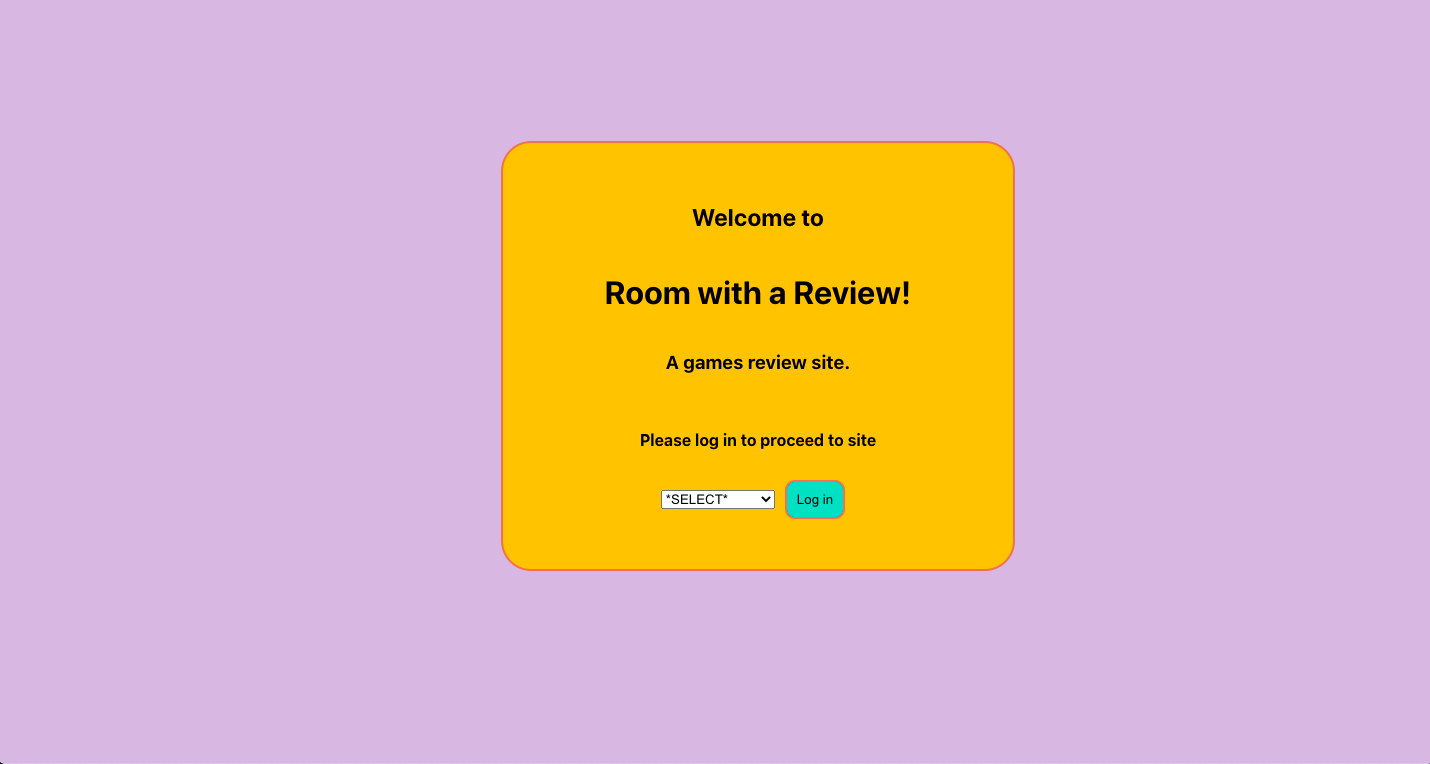 Welcome to
Room with a Review!
A games review site.
Please log in to proceed to site
*SELECT* Log in